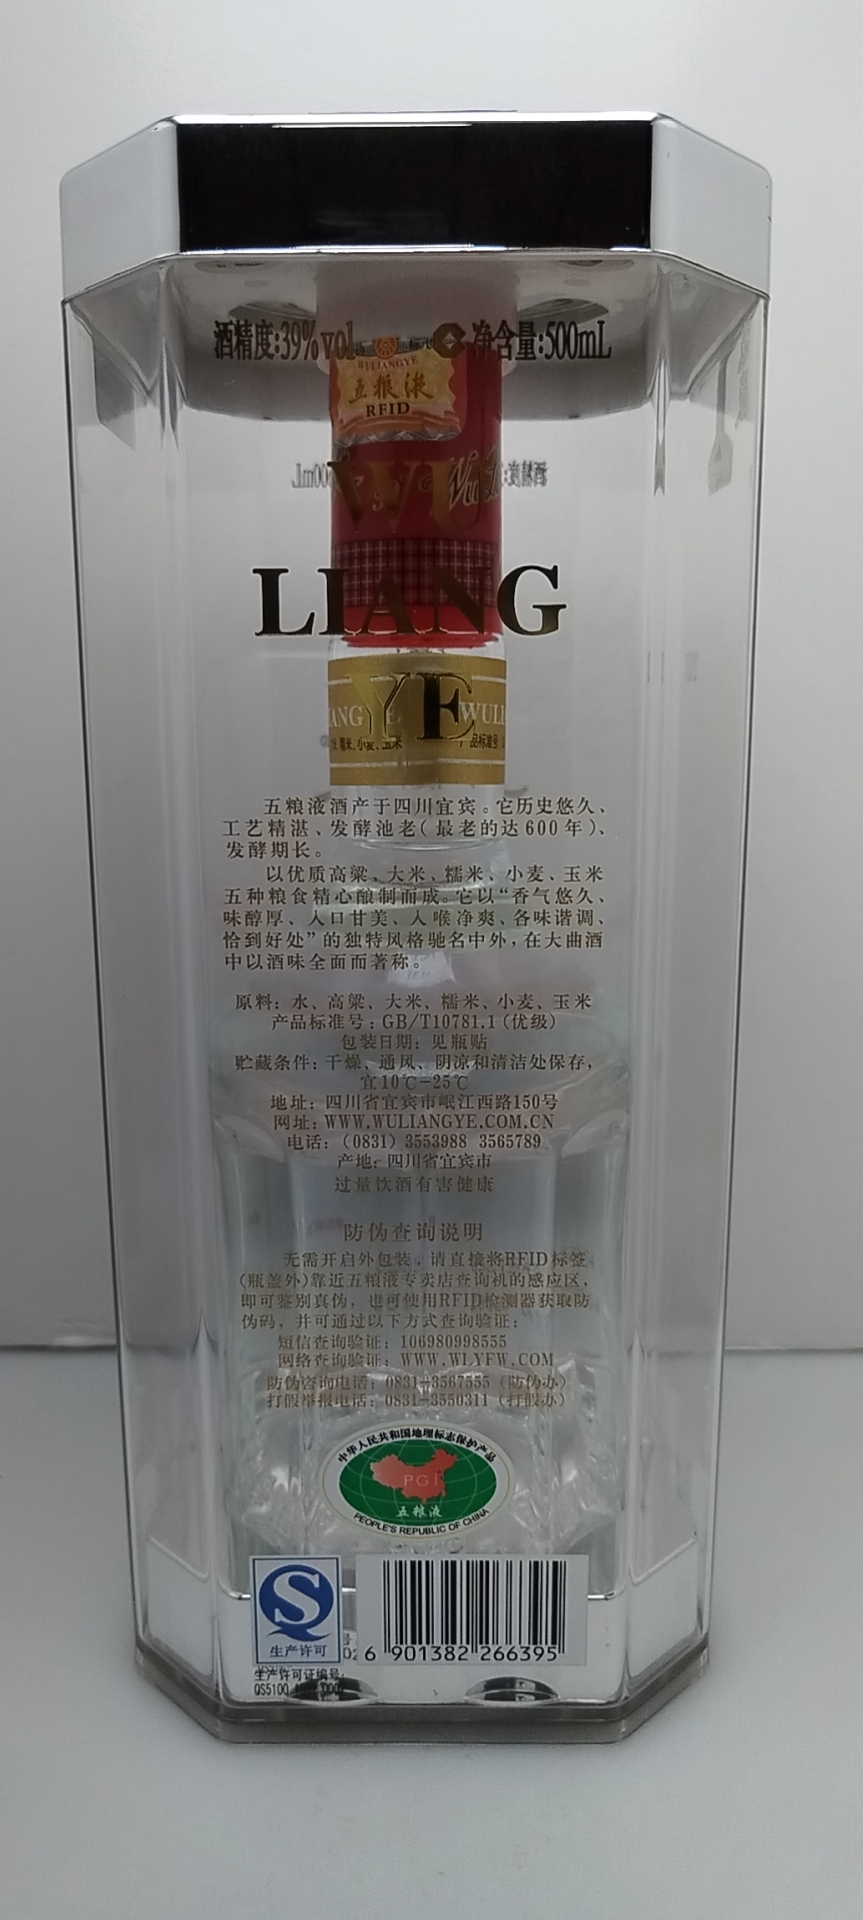 酒精度:39%vol 净含量:500mL
WULIANGYE
五粮液
RFID
WU
LIANG
YE
五粮液酒产于四川宜宾。它历史悠久、
工艺精湛、发酵池老(最老的达600年)、
发酵期长。
以优质高粱、大米、糯米、小麦、玉米
五种粮食精心酿制而成。它以“香气悠久、
味醇厚、入口甘美、入喉净爽、各味谐调、
恰到好处”的独特风格驰名中外,在大曲酒
中以酒味全面而著称。
原料: 水、高粱、大米、糯米、小麦、玉米
产品标准号: GB/T10781.1(优级)
包装日期: 见瓶贴
贮藏条件: 干燥、通风、阴凉和清洁处保存,
宜10℃-25℃
地址: 四川省宜宾市岷江西路150号
网址: WWW.WULIANGYE.COM.CN
电话: (0831) 3553988 3565789
产地: 四川省宜宾市
过量饮酒有害健康
防伪查询说明
无需开启外包装,请直接将RFID标签
(瓶盖外)靠近五粮液专卖店查询机的感应区,
即可鉴别真伪,也可使用RFID检测器获取防
伪码,并可通过以下方式查询验证:
短信查询验证: 106980998555
网络查询验证: WWW.WLYFW.COM
防伪咨询电话: 0831-3567555 (防伪办)
打假举报电话: 0831-3550311 (打假办)
中华人民共和国地理标志保护产品
PGI
五粮液
PEOPLE'S REPUBLIC OF CHINA
生产许可
6 901382 266395
生产许可证编号:
QS5100